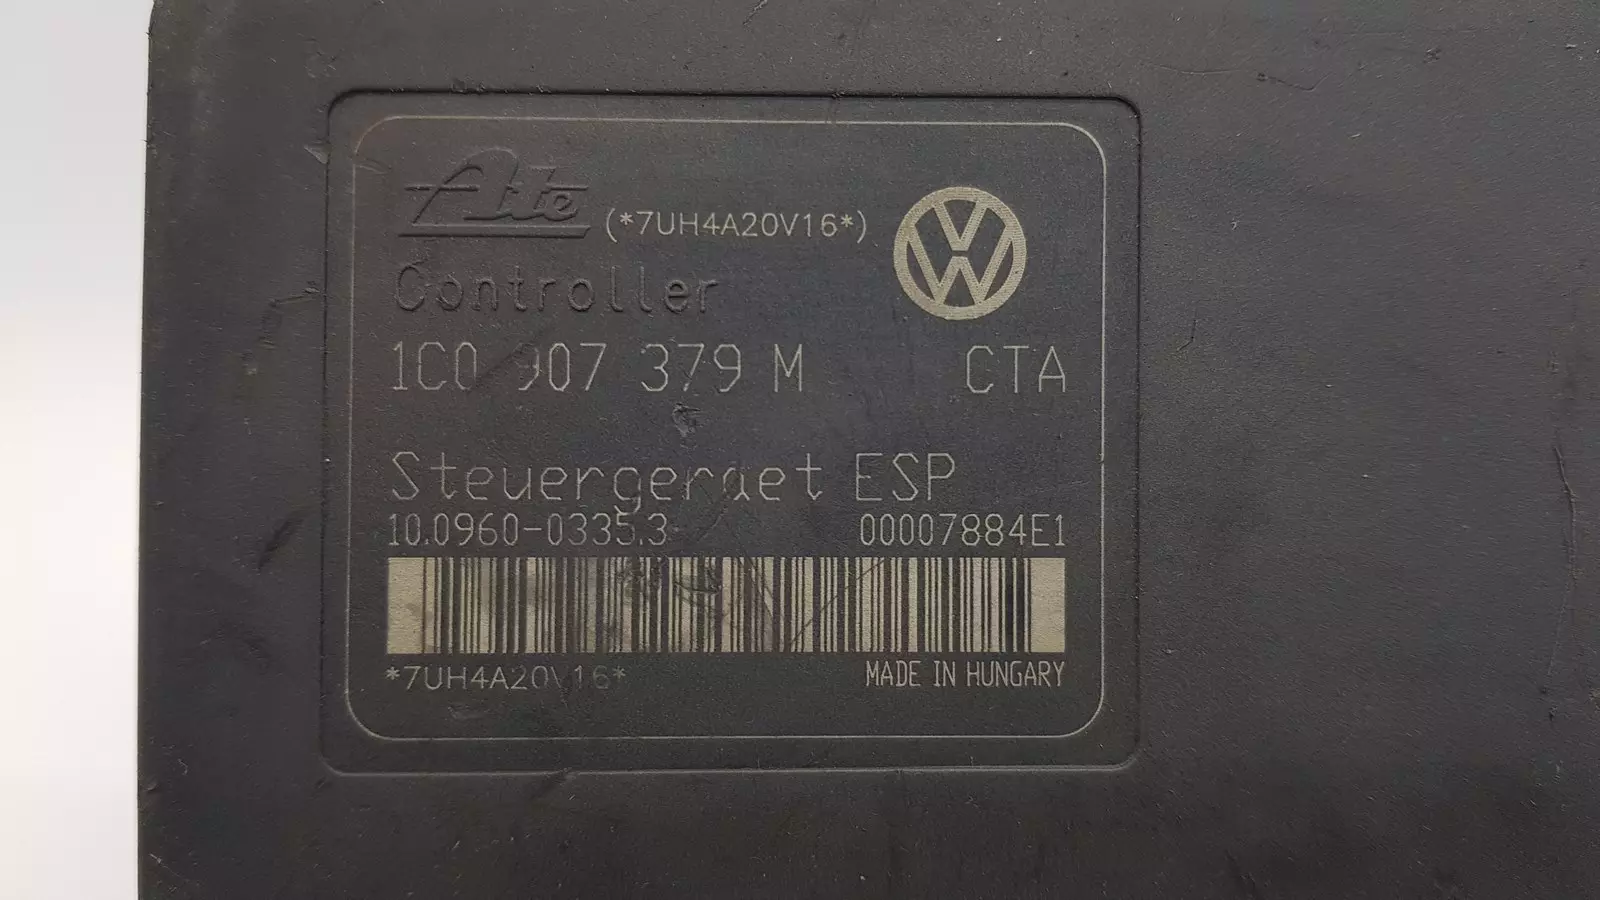 Ate (*7UH4A20V16*)
Controller
1C0 907 379 M CTA
Steuergeraet ESP
10.0960-0335.3 00007884E1
*7UH4A20V16* MADE IN HUNGARY